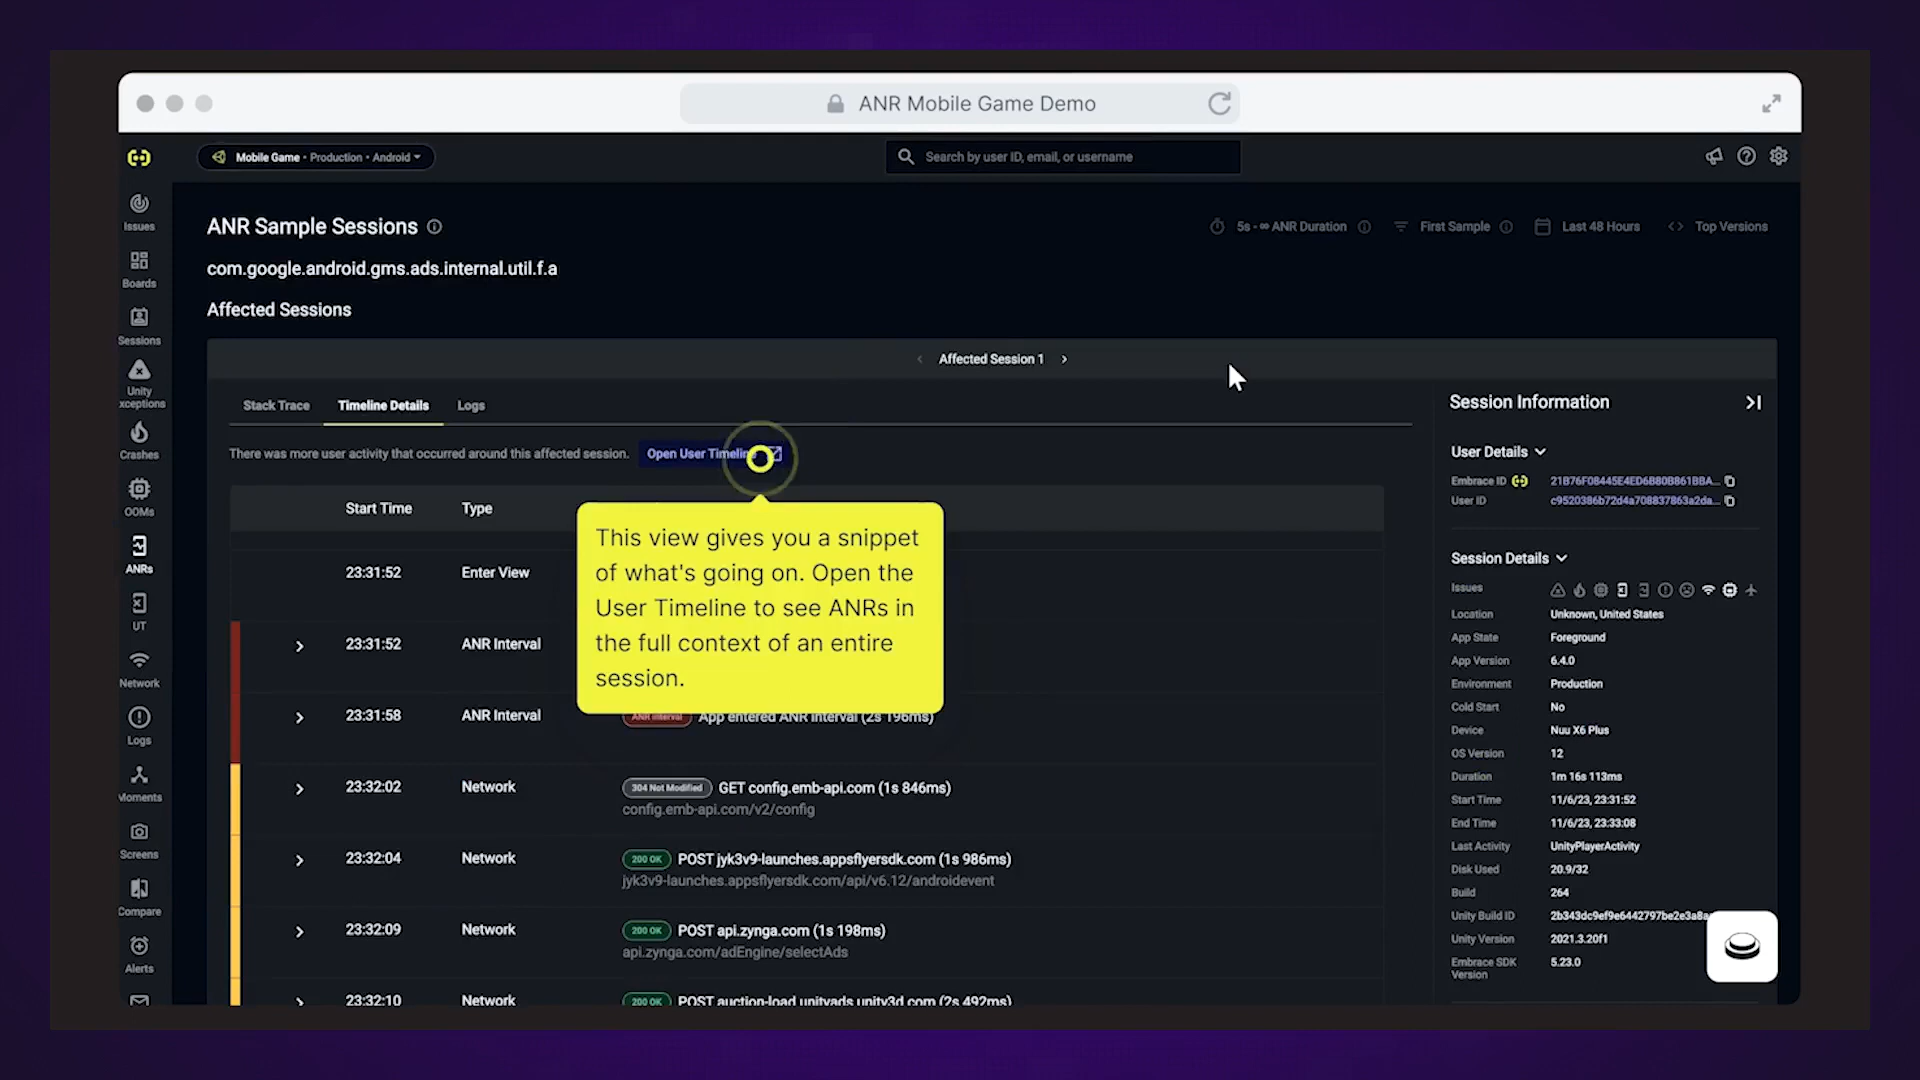 ANR Mobile Game Demo
Mobile Game • Production • Android
Search by user ID, email, or username
Issues
Boards
Sessions
Unity
xceptions
Crashes
OOMs
ANRs
UT
Network
Logs
Moments
Screens
Compare
Alerts
ANR Sample Sessions
5s - ∞ ANR Duration
First Sample
Last 48 Hours
Top Versions
com.google.android.gms.ads.internal.util.f.a
Affected Sessions
Affected Session 1
Stack Trace
Timeline Details
Logs
There was more user activity that occurred around this affected session.
Open User Timeline
Start Time
Type
23:31:52
Enter View
23:31:52
ANR Interval
23:31:58
ANR Interval
ANR Interval
App entered ANR interval (2s 196ms)
23:32:02
Network
304 Not Modified
GET config.emb-api.com (1s 846ms)
config.emb-api.com/v2/config
23:32:04
Network
200 OK
POST jyk3v9-launches.appsflyersdk.com (1s 986ms)
jyk3v9-launches.appsflyersdk.com/api/v6.12/androidevent
23:32:09
Network
200 OK
POST api.zynga.com (1s 198ms)
api.zynga.com/adEngine/selectAds
23:32:10
Network
200 OK
POST auction-load.unityads.unity3d.com (2s 492ms)
This view gives you a snippet
of what's going on. Open the
User Timeline to see ANRs in
the full context of an entire
session.
Session Information
User Details
Embrace ID
21B76F08445E4ED6B80B861BBA...
User ID
c9520386b72d4a708837863a2da...
Session Details
Issues
Location
Unknown, United States
App State
Foreground
App Version
6.4.0
Environment
Production
Cold Start
No
Device
Nuu X6 Plus
OS Version
12
Duration
1m 16s 113ms
Start Time
11/6/23, 23:31:52
End Time
11/6/23, 23:33:08
Last Activity
UnityPlayerActivity
Disk Used
20.9/32
Build
264
Unity Build ID
2b343dc9ef9e6442797be2e3a8a
Unity Version
2021.3.20f1
Embrace SDK
Version
5.23.0